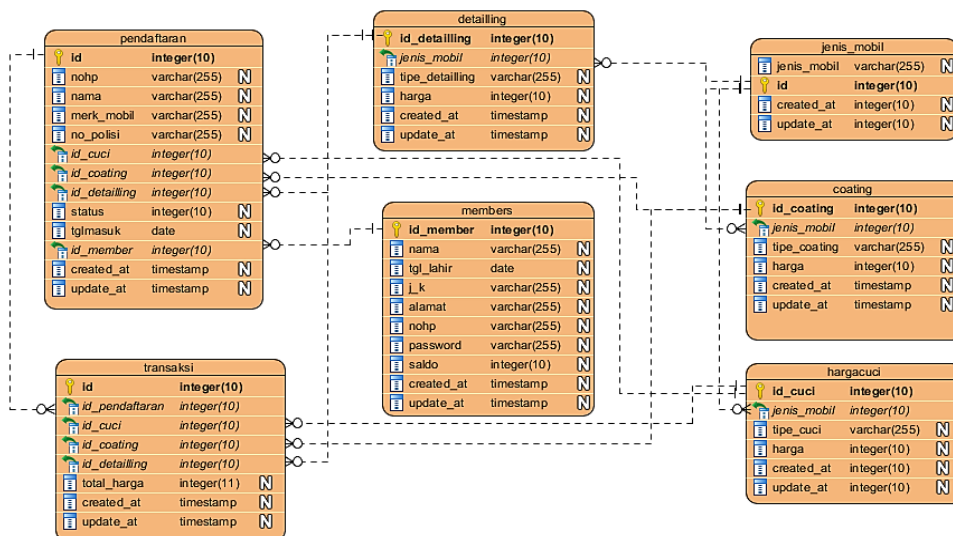 pendaftaran
id integer(10)
nohp varchar(255) N
nama varchar(255) N
merk_mobil varchar(255) N
no_polisi varchar(255) N
id_cuci integer(10)
id_coating integer(10)
id_detailling integer(10)
status integer(10) N
tglmasuk date N
id_member integer(10)
created_at timestamp N
update_at timestamp N
detailling
id_detailling integer(10)
jenis_mobil integer(10)
tipe_detailling varchar(255) N
harga integer(10) N
created_at timestamp N
update_at timestamp N
jenis_mobil
jenis_mobil varchar(255) N
id integer(10)
created_at integer(10) N
update_at integer(10) N
members
id_member integer(10)
nama varchar(255) N
tgl_lahir date N
j_k varchar(255) N
alamat varchar(255) N
nohp varchar(255) N
password varchar(255) N
saldo integer(10) N
created_at timestamp N
update_at timestamp N
coating
id_coating integer(10)
jenis_mobil integer(10)
tipe_coating varchar(255) N
harga integer(10) N
created_at timestamp N
update_at timestamp N
transaksi
id integer(10)
id_pendaftaran integer(10)
id_cuci integer(10)
id_coating integer(10)
id_detailling integer(10)
total_harga integer(11) N
created_at timestamp N
update_at timestamp N
hargacuci
id_cuci integer(10)
jenis_mobil integer(10)
tipe_cuci varchar(255) N
harga integer(10) N
created_at integer(10) N
update_at integer(10) N